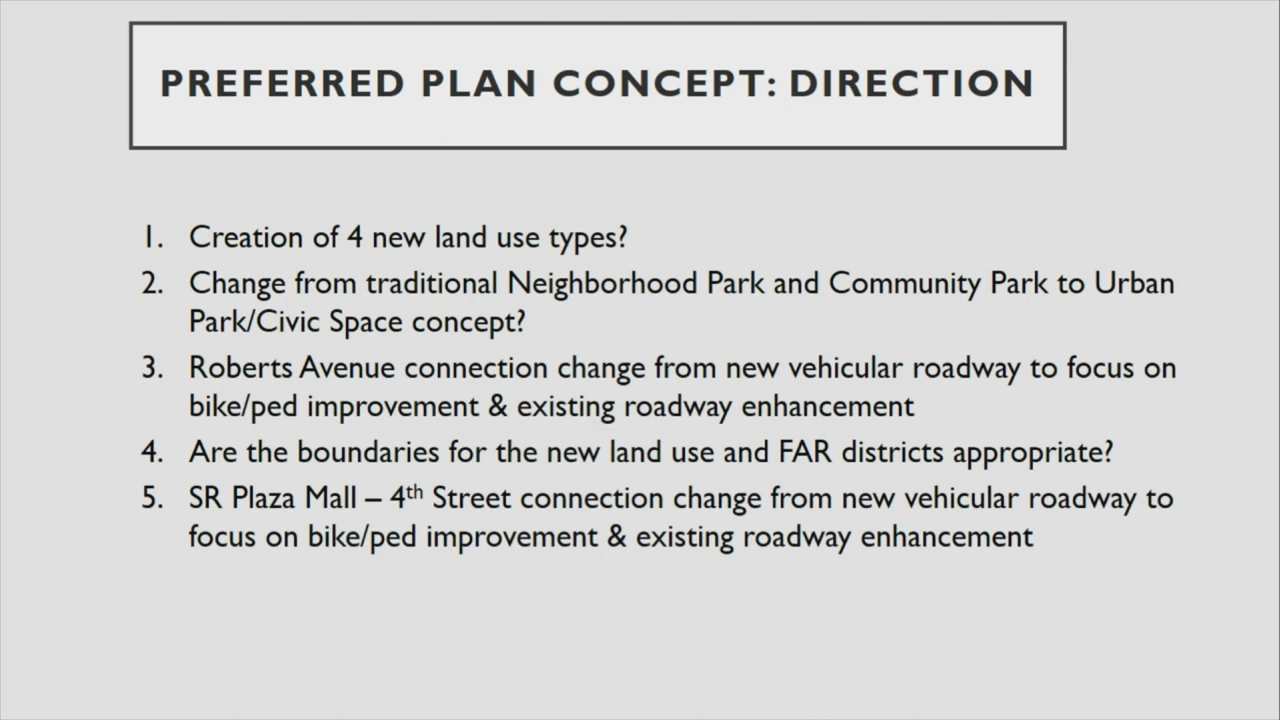 PREFERRED PLAN CONCEPT: DIRECTION
1. Creation of 4 new land use types?
2. Change from traditional Neighborhood Park and Community Park to Urban
Park/Civic Space concept?
3. Roberts Avenue connection change from new vehicular roadway to focus on
bike/ped improvement & existing roadway enhancement
4. Are the boundaries for the new land use and FAR districts appropriate?
5. SR Plaza Mall – 4th Street connection change from new vehicular roadway to
focus on bike/ped improvement & existing roadway enhancement